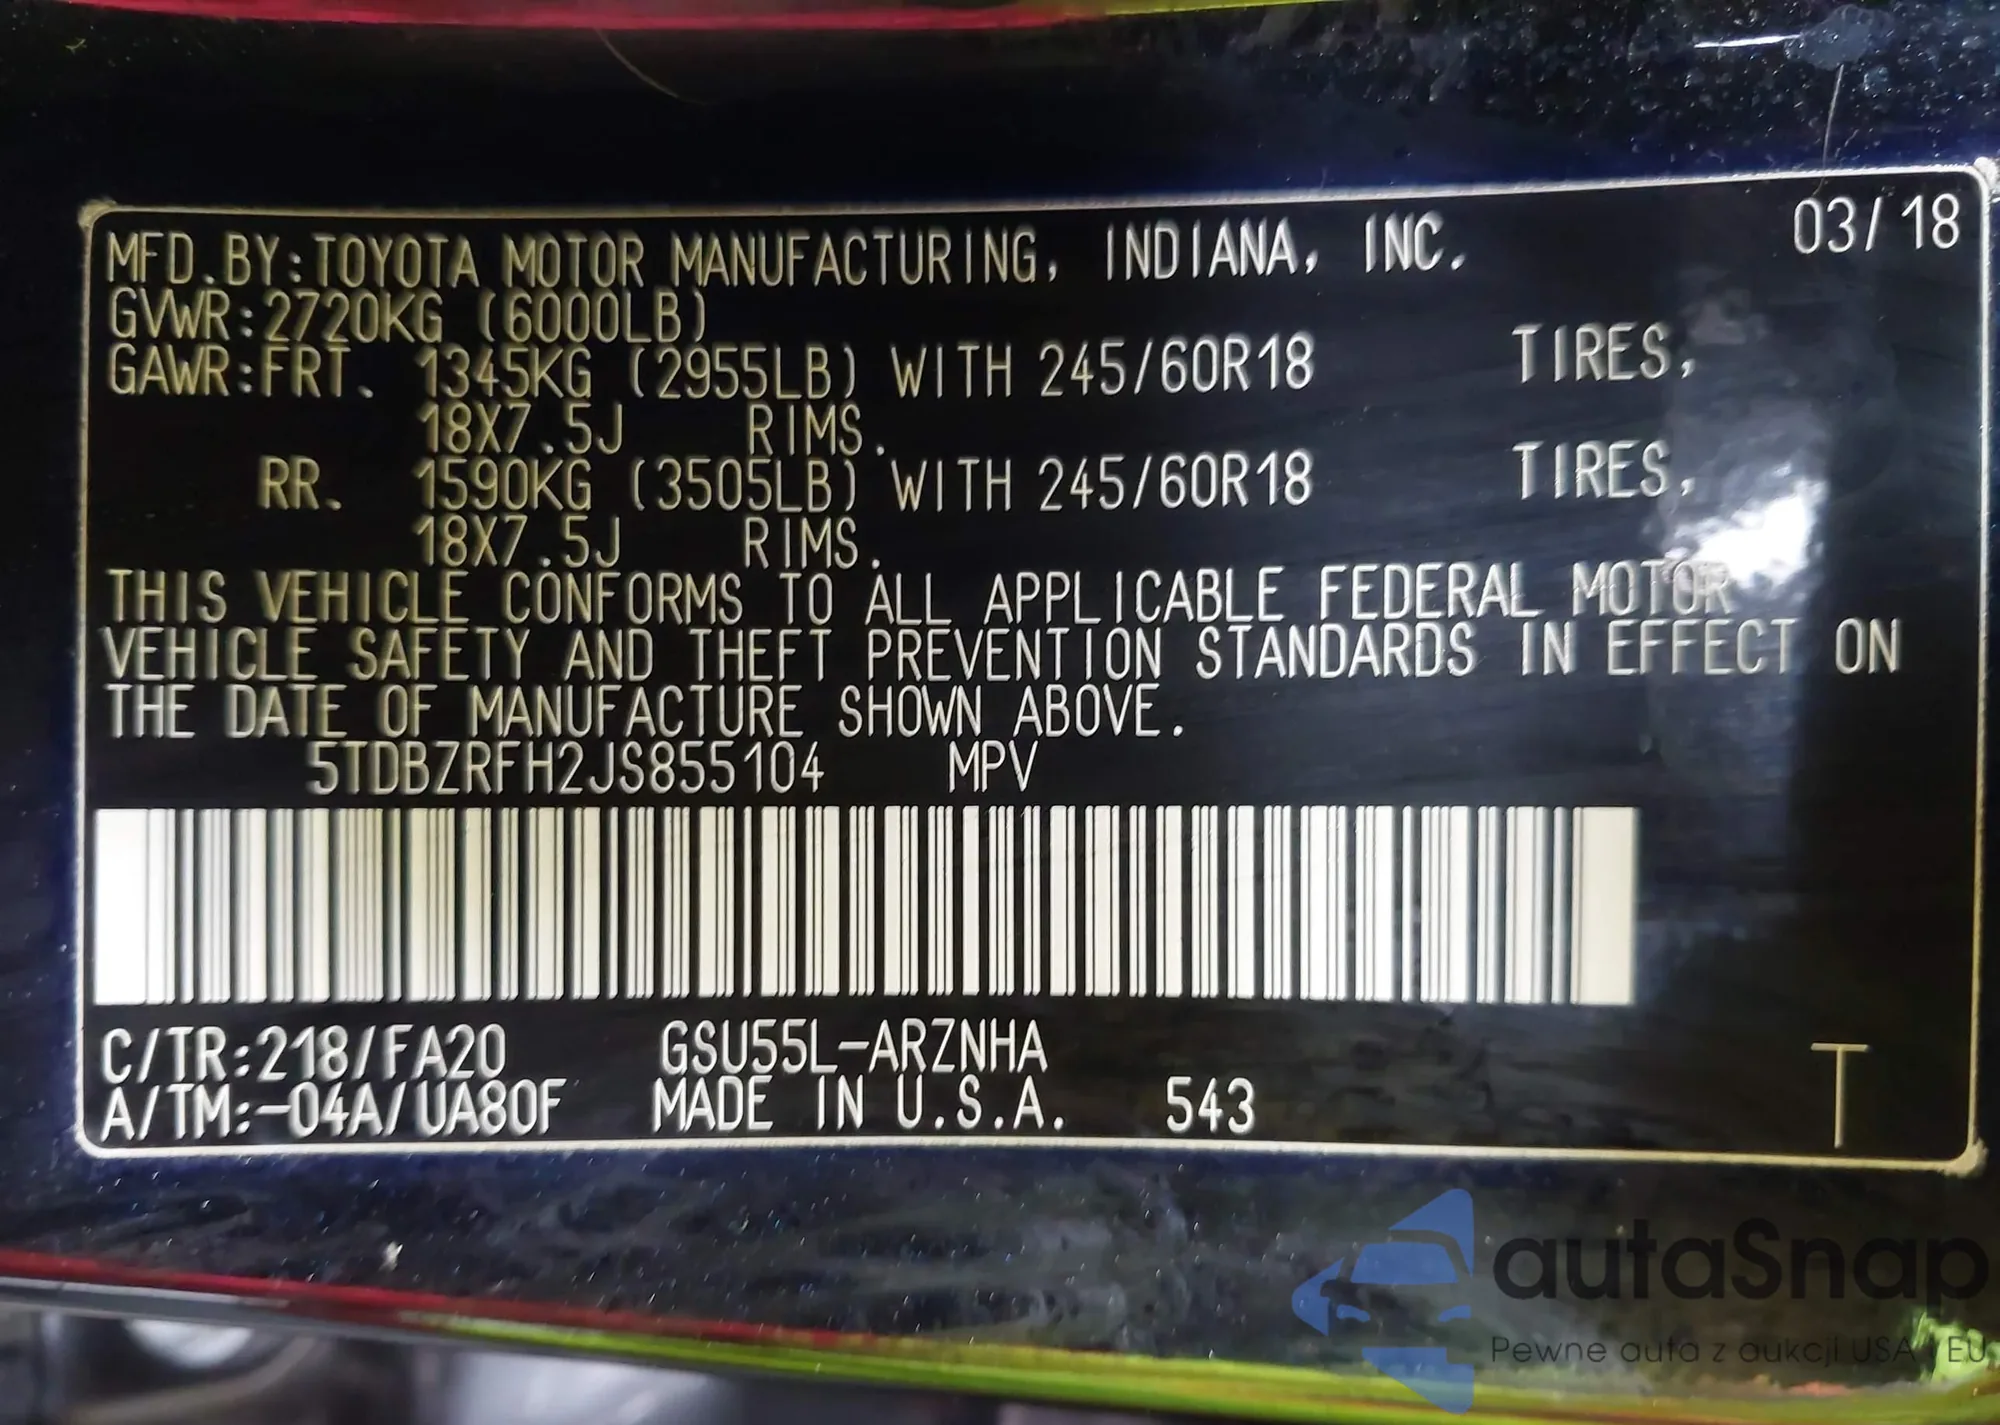 MFD.BY:TOYOTA MOTOR MANUFACTURING, INDIANA, INC. 03/18
GVWR:2720KG (6000LB)
GAWR:FRT. 1345KG (2955LB) WITH 245/60R18 TIRES,
18X7.5J RIMS.
RR. 1590KG (3505LB) WITH 245/60R18 TIRES,
18X7.5J RIMS.
THIS VEHICLE CONFORMS TO ALL APPLICABLE FEDERAL MOTOR
VEHICLE SAFETY AND THEFT PREVENTION STANDARDS IN EFFECT ON
THE DATE OF MANUFACTURE SHOWN ABOVE.
5TDBZRFH2JS855104 MPV
C/TR:218/FA20 GSU55L-ARZNHA
A/TM:-04A/UA80F MADE IN U.S.A. 543 T
autaSnap
Pewne auta z aukcji USA i EU